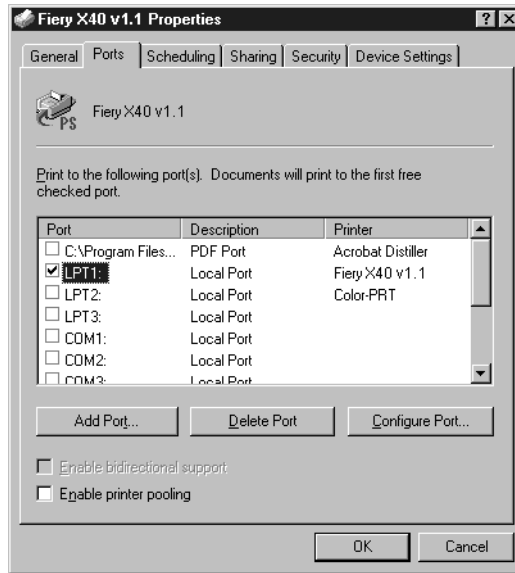 Fiery X40 v1.1 Properties
General Ports Scheduling Sharing Security Device Settings
PS
Fiery X40 v1.1
Print to the following port(s). Documents will print to the first free
checked port.
Port Description Printer
C:\Program Files... PDF Port Acrobat Distiller
LPT1: Local Port Fiery X40 v1.1
LPT2: Local Port Color-PRT
LPT3: Local Port
COM1: Local Port
COM2: Local Port
COM3: Local Port
Add Port... Delete Port Configure Port...
Enable bidirectional support
Enable printer pooling
OK Cancel